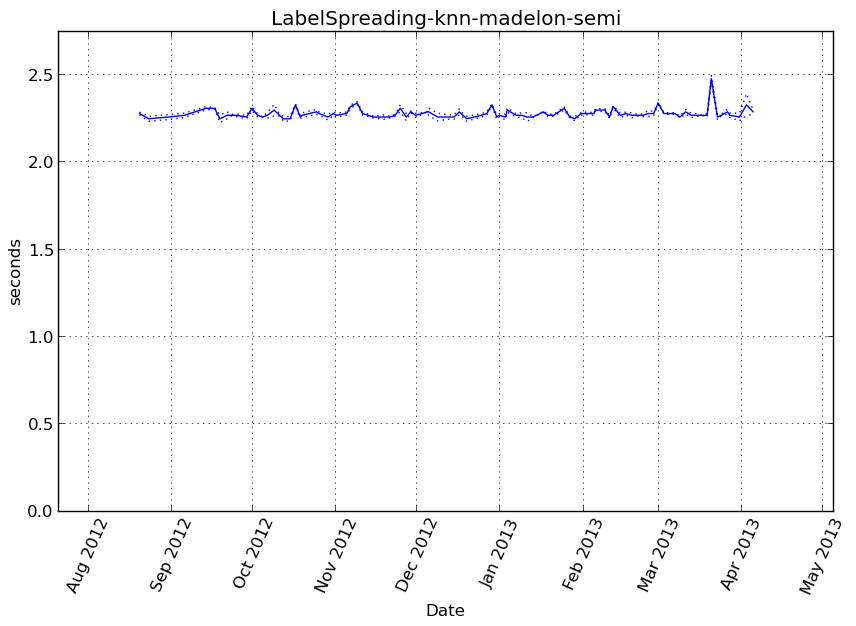 LabelSpreading-knn-madelon-semi
2.5
2.0
1.5
1.0
0.5
0.0
seconds
Aug 2012
Sep 2012
Oct 2012
Nov 2012
Dec 2012
Jan 2013
Feb 2013
Mar 2013
Apr 2013
May 2013
Date